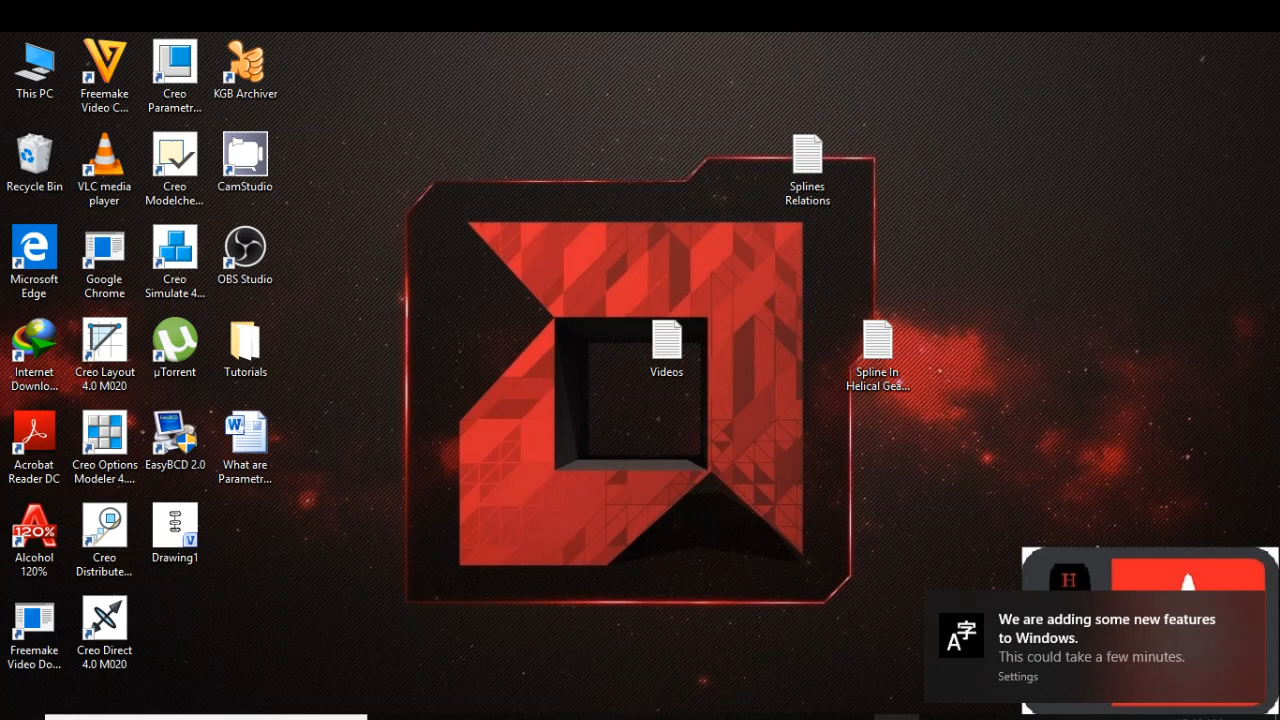 This PC
Freemake
Video C...
Creo
Parametr...
KGB Archiver
Recycle Bin
VLC media
player
Creo
Modelche...
CamStudio
Splines
Relations
Microsoft
Edge
Google
Chrome
Creo
Simulate 4...
OBS Studio
Internet
Downlo...
Creo Layout
4.0 M020
µTorrent
Tutorials
Videos
Spline In
Helical Gea...
Acrobat
Reader DC
Creo Options
Modeler 4....
EasyBCD 2.0
W
What are
Parametr...
120%
Alcohol
120%
Creo
Distribute...
V
Drawing1
Freemake
Video Do...
Creo Direct
4.0 M020
H
A字
We are adding some new features
to Windows.
This could take a few minutes.
Settings